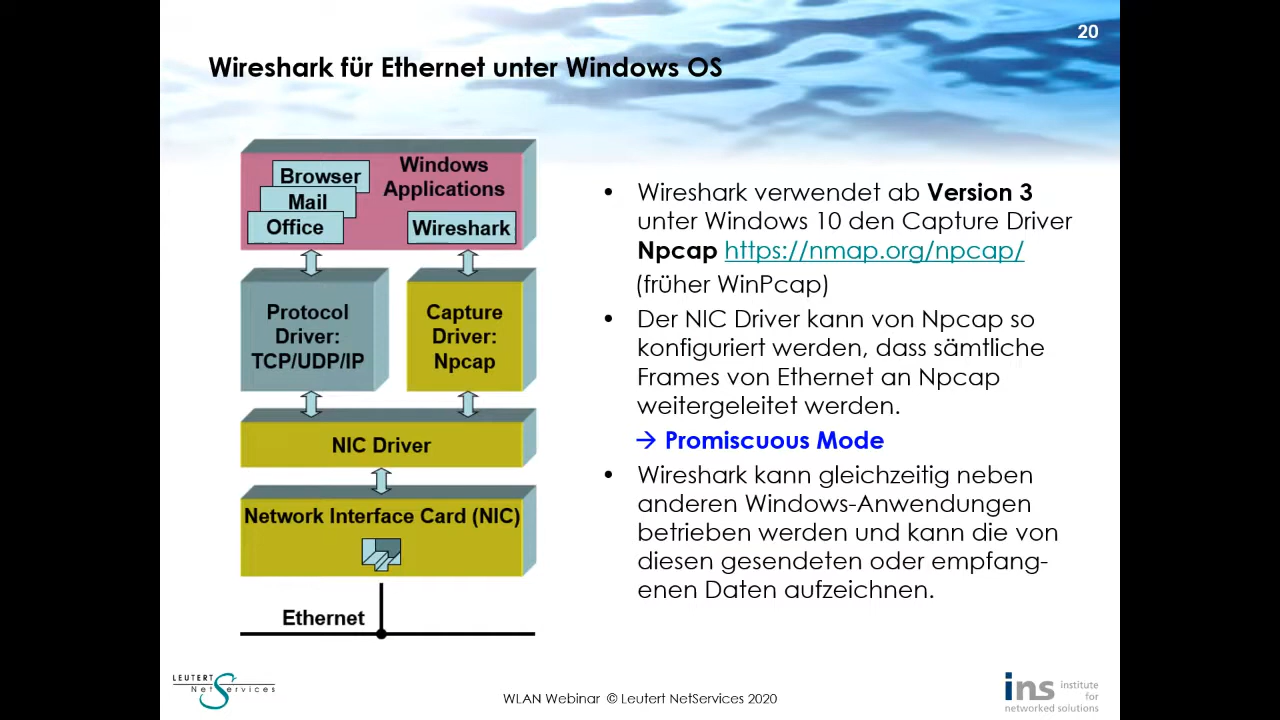 20
Wireshark für Ethernet unter Windows OS
Browser
Mail
Office
Windows
Applications
Wireshark
Protocol
Driver:
TCP/UDP/IP
Capture
Driver:
Npcap
NIC Driver
Network Interface Card (NIC)
Ethernet
• Wireshark verwendet ab Version 3
unter Windows 10 den Capture Driver
Npcap https://nmap.org/npcap/
(früher WinPcap)
• Der NIC Driver kann von Npcap so
konfiguriert werden, dass sämtliche
Frames von Ethernet an Npcap
weitergeleitet werden.
→ Promiscuous Mode
• Wireshark kann gleichzeitig neben
anderen Windows-Anwendungen
betrieben werden und kann die von
diesen gesendeten oder empfang-
enen Daten aufzeichnen.
LEUTERT
NetServices
WLAN Webinar © Leutert NetServices 2020
ins institute
for
networked solutions